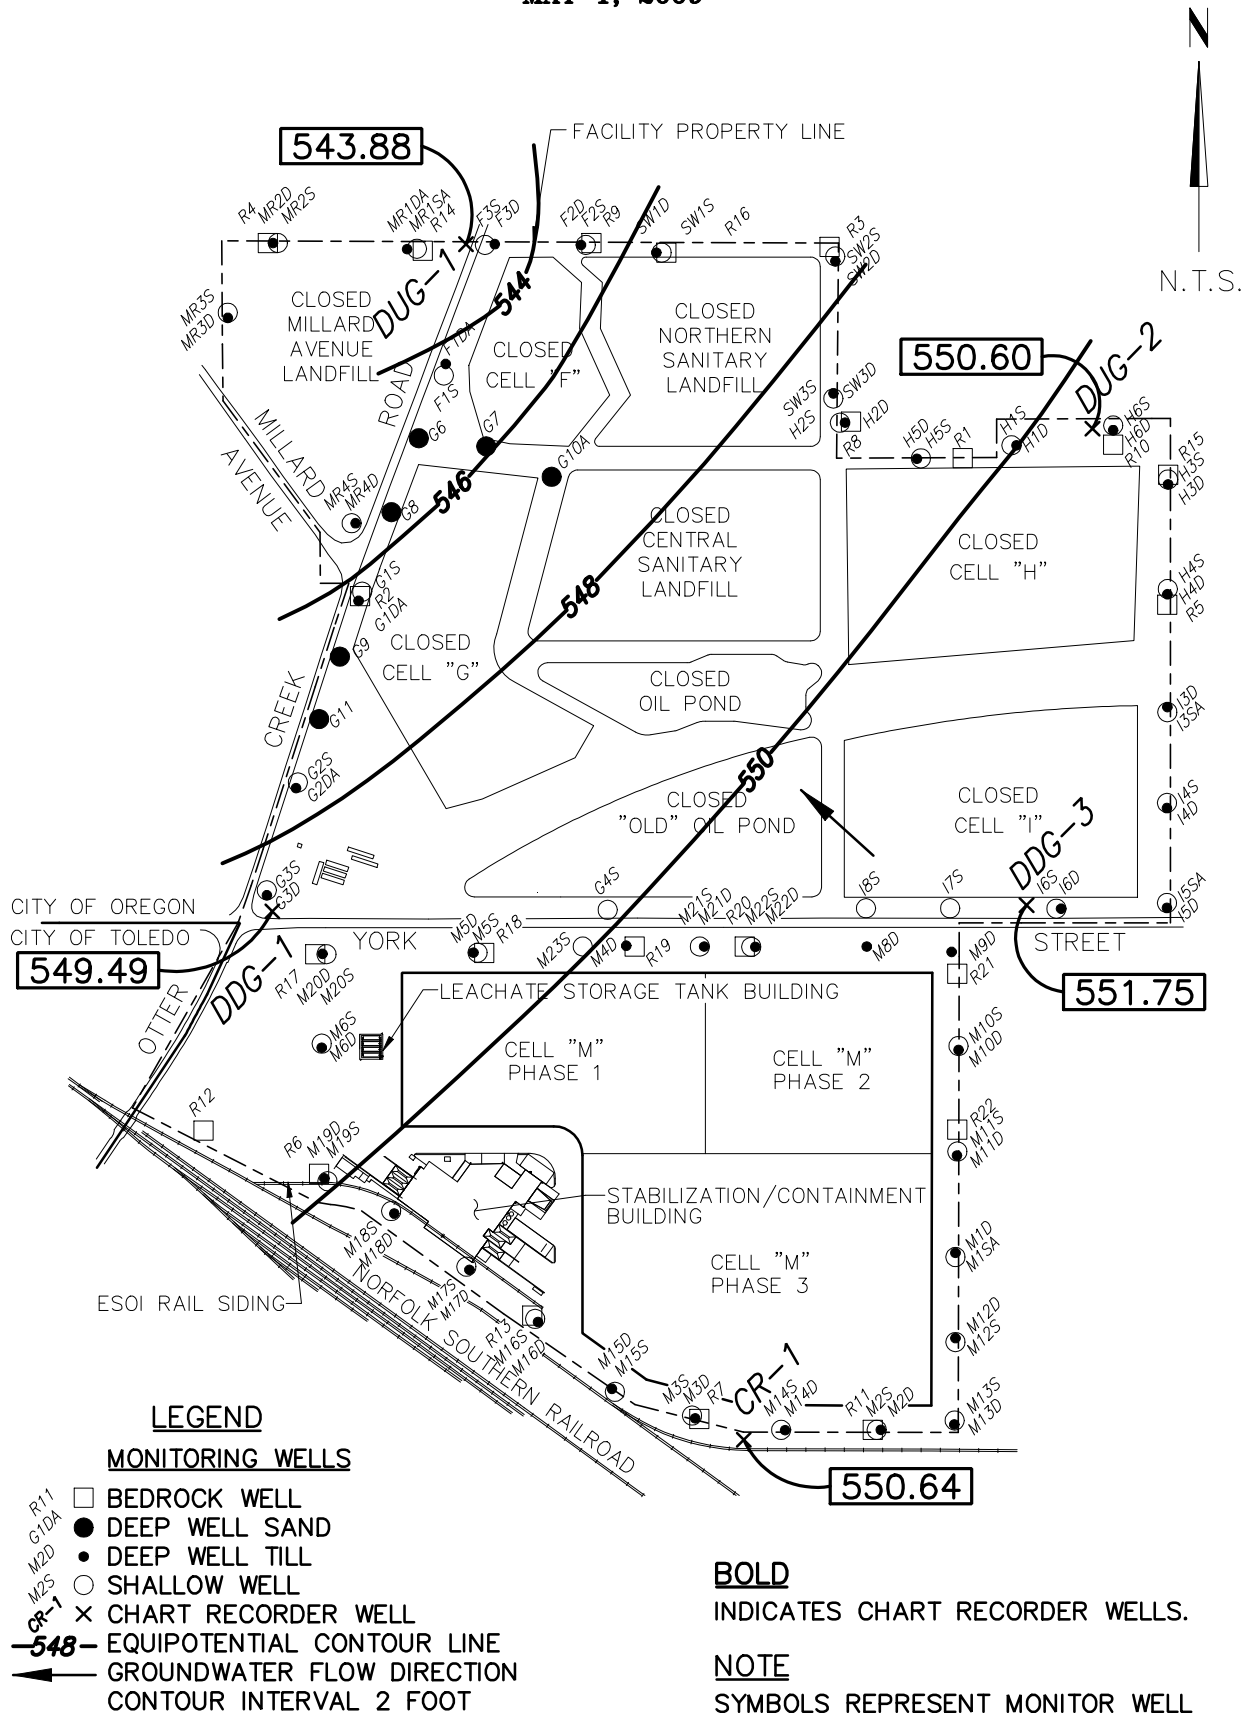 N
N.T.S.
543.88
FACILITY PROPERTY LINE
R4
MR2D
MR2S
MR1DA
MR1SA
R14
F3S
F3D
F2D
F2S
R9
SW1D
SW1S
R16
R3
SW2S
SW2D
MR3S
MR3D
CLOSED
MILLARD
AVENUE
LANDFILL
DUG-1
544
F1DA
F1S
CLOSED
CELL "F"
CLOSED
NORTHERN
SANITARY
LANDFILL
550.60
DUG-2
SW3S
SW3D
H2S
H2D
R8
H5D
H5S
R1
H1S
H1D
H6S
H6D
R10
R15
H3S
H3D
ROAD
MILLARD
AVENUE
G6
G7
G10A
546
MR4S
MR4D
G8
CLOSED
CENTRAL
SANITARY
LANDFILL
CLOSED
CELL "H"
G1S
R2
G1DA
548
H4S
H4D
R5
G9
CLOSED
CELL "G"
CLOSED
OIL POND
CREEK
G11
I3D
I3SA
G2S
G2DA
550
CLOSED
"OLD" OIL POND
CLOSED
CELL "I"
DDG-3
I4S
I4D
G3S
G3D
G4S
I8S
I7S
I6S
I6D
I5SA
I5D
CITY OF OREGON
CITY OF TOLEDO
549.49
DDG-1
YORK
STREET
R17
M20D
M20S
M5D
M5S
R18
M23S
M4D
R19
M21S
M21D
R20
M22S
M22D
M8D
M9D
R21
551.75
OTTER
LEACHATE STORAGE TANK BUILDING
M6S
M6D
CELL "M"
PHASE 1
CELL "M"
PHASE 2
M10S
M10D
R12
R6
M19D
M19S
R22
M11S
M11D
STABILIZATION/CONTAINMENT
BUILDING
M18S
M18D
CELL "M"
PHASE 3
M1D
M1SA
ESOI RAIL SIDING
NORFOLK SOUTHERN RAILROAD
M17S
M17D
R13
M16S
M16D
M12D
M12S
M15D
M15S
M3S
M3D
R7
CR-1
M14S
M14D
R11
M2S
M2D
M13S
M13D
550.64
LEGEND
MONITORING WELLS
R11 BEDROCK WELL
G1DA DEEP WELL SAND
M2D DEEP WELL TILL
M2S SHALLOW WELL
CR-1 CHART RECORDER WELL
548 EQUIPOTENTIAL CONTOUR LINE
GROUNDWATER FLOW DIRECTION
CONTOUR INTERVAL 2 FOOT
BOLD
INDICATES CHART RECORDER WELLS.
NOTE
SYMBOLS REPRESENT MONITOR WELL